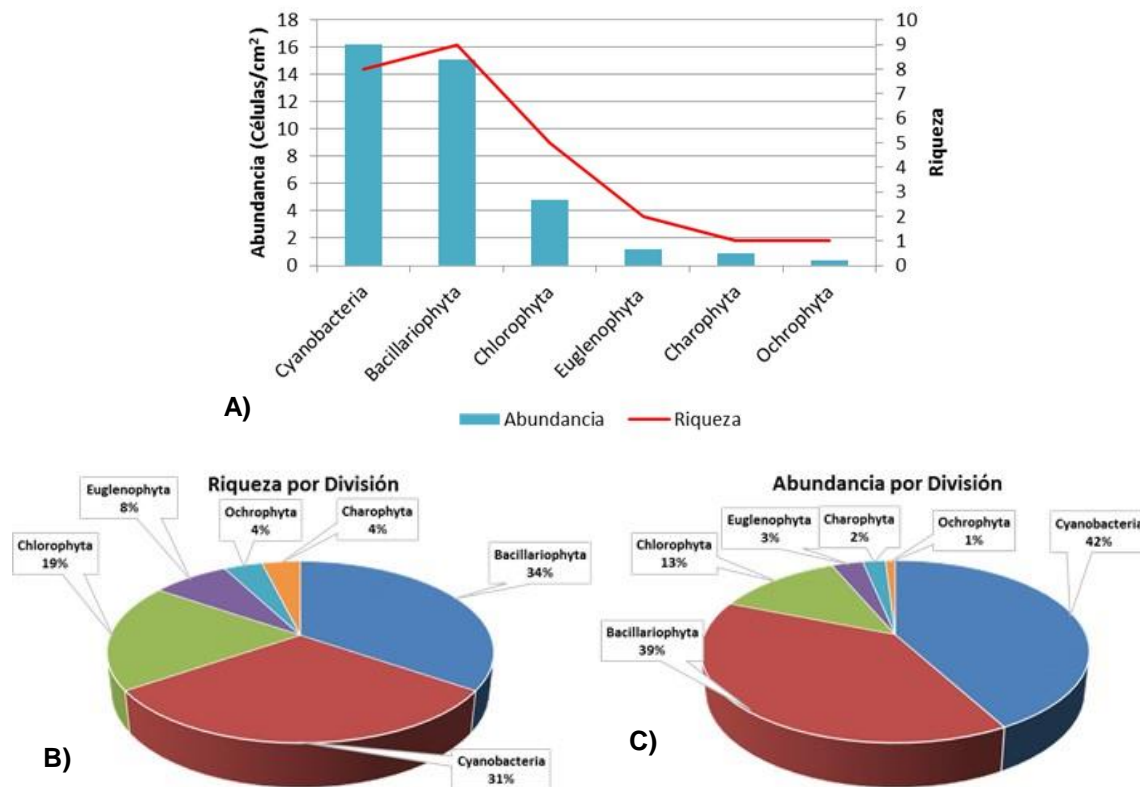 18
16
14
12
10
8
6
4
2
0
Abundancia (Células/cm²)
10
9
8
7
6
5
4
3
2
1
0
Riqueza
Cyanobacteria
Bacillariophyta
Chlorophyta
Euglenophyta
Charophyta
Ochrophyta
A)
Abundancia
Riqueza
Riqueza por División
Euglenophyta
8%
Ochrophyta
4%
Charophyta
4%
Chlorophyta
19%
Bacillariophyta
34%
Cyanobacteria
31%
B)
Abundancia por División
Euglenophyta
3%
Charophyta
2%
Ochrophyta
1%
Cyanobacteria
42%
Chlorophyta
13%
Bacillariophyta
39%
C)